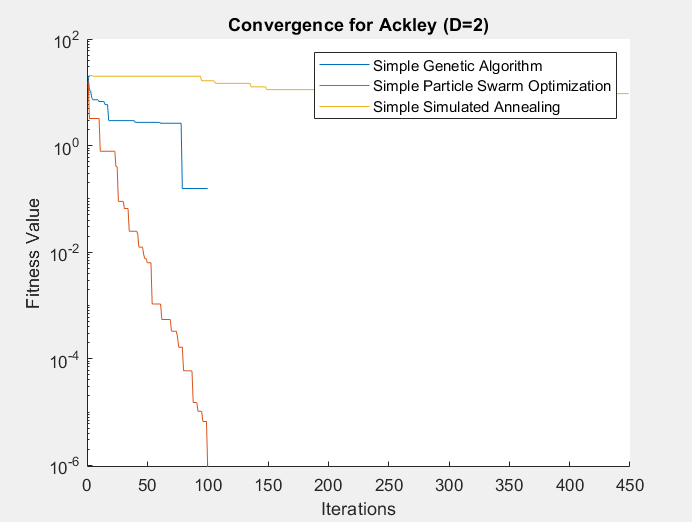 Convergence for Ackley (D=2)
Simple Genetic Algorithm
Simple Particle Swarm Optimization
Simple Simulated Annealing
Fitness Value
10^2
10^0
10^-2
10^-4
10^-6
0 50 100 150 200 250 300 350 400 450
Iterations